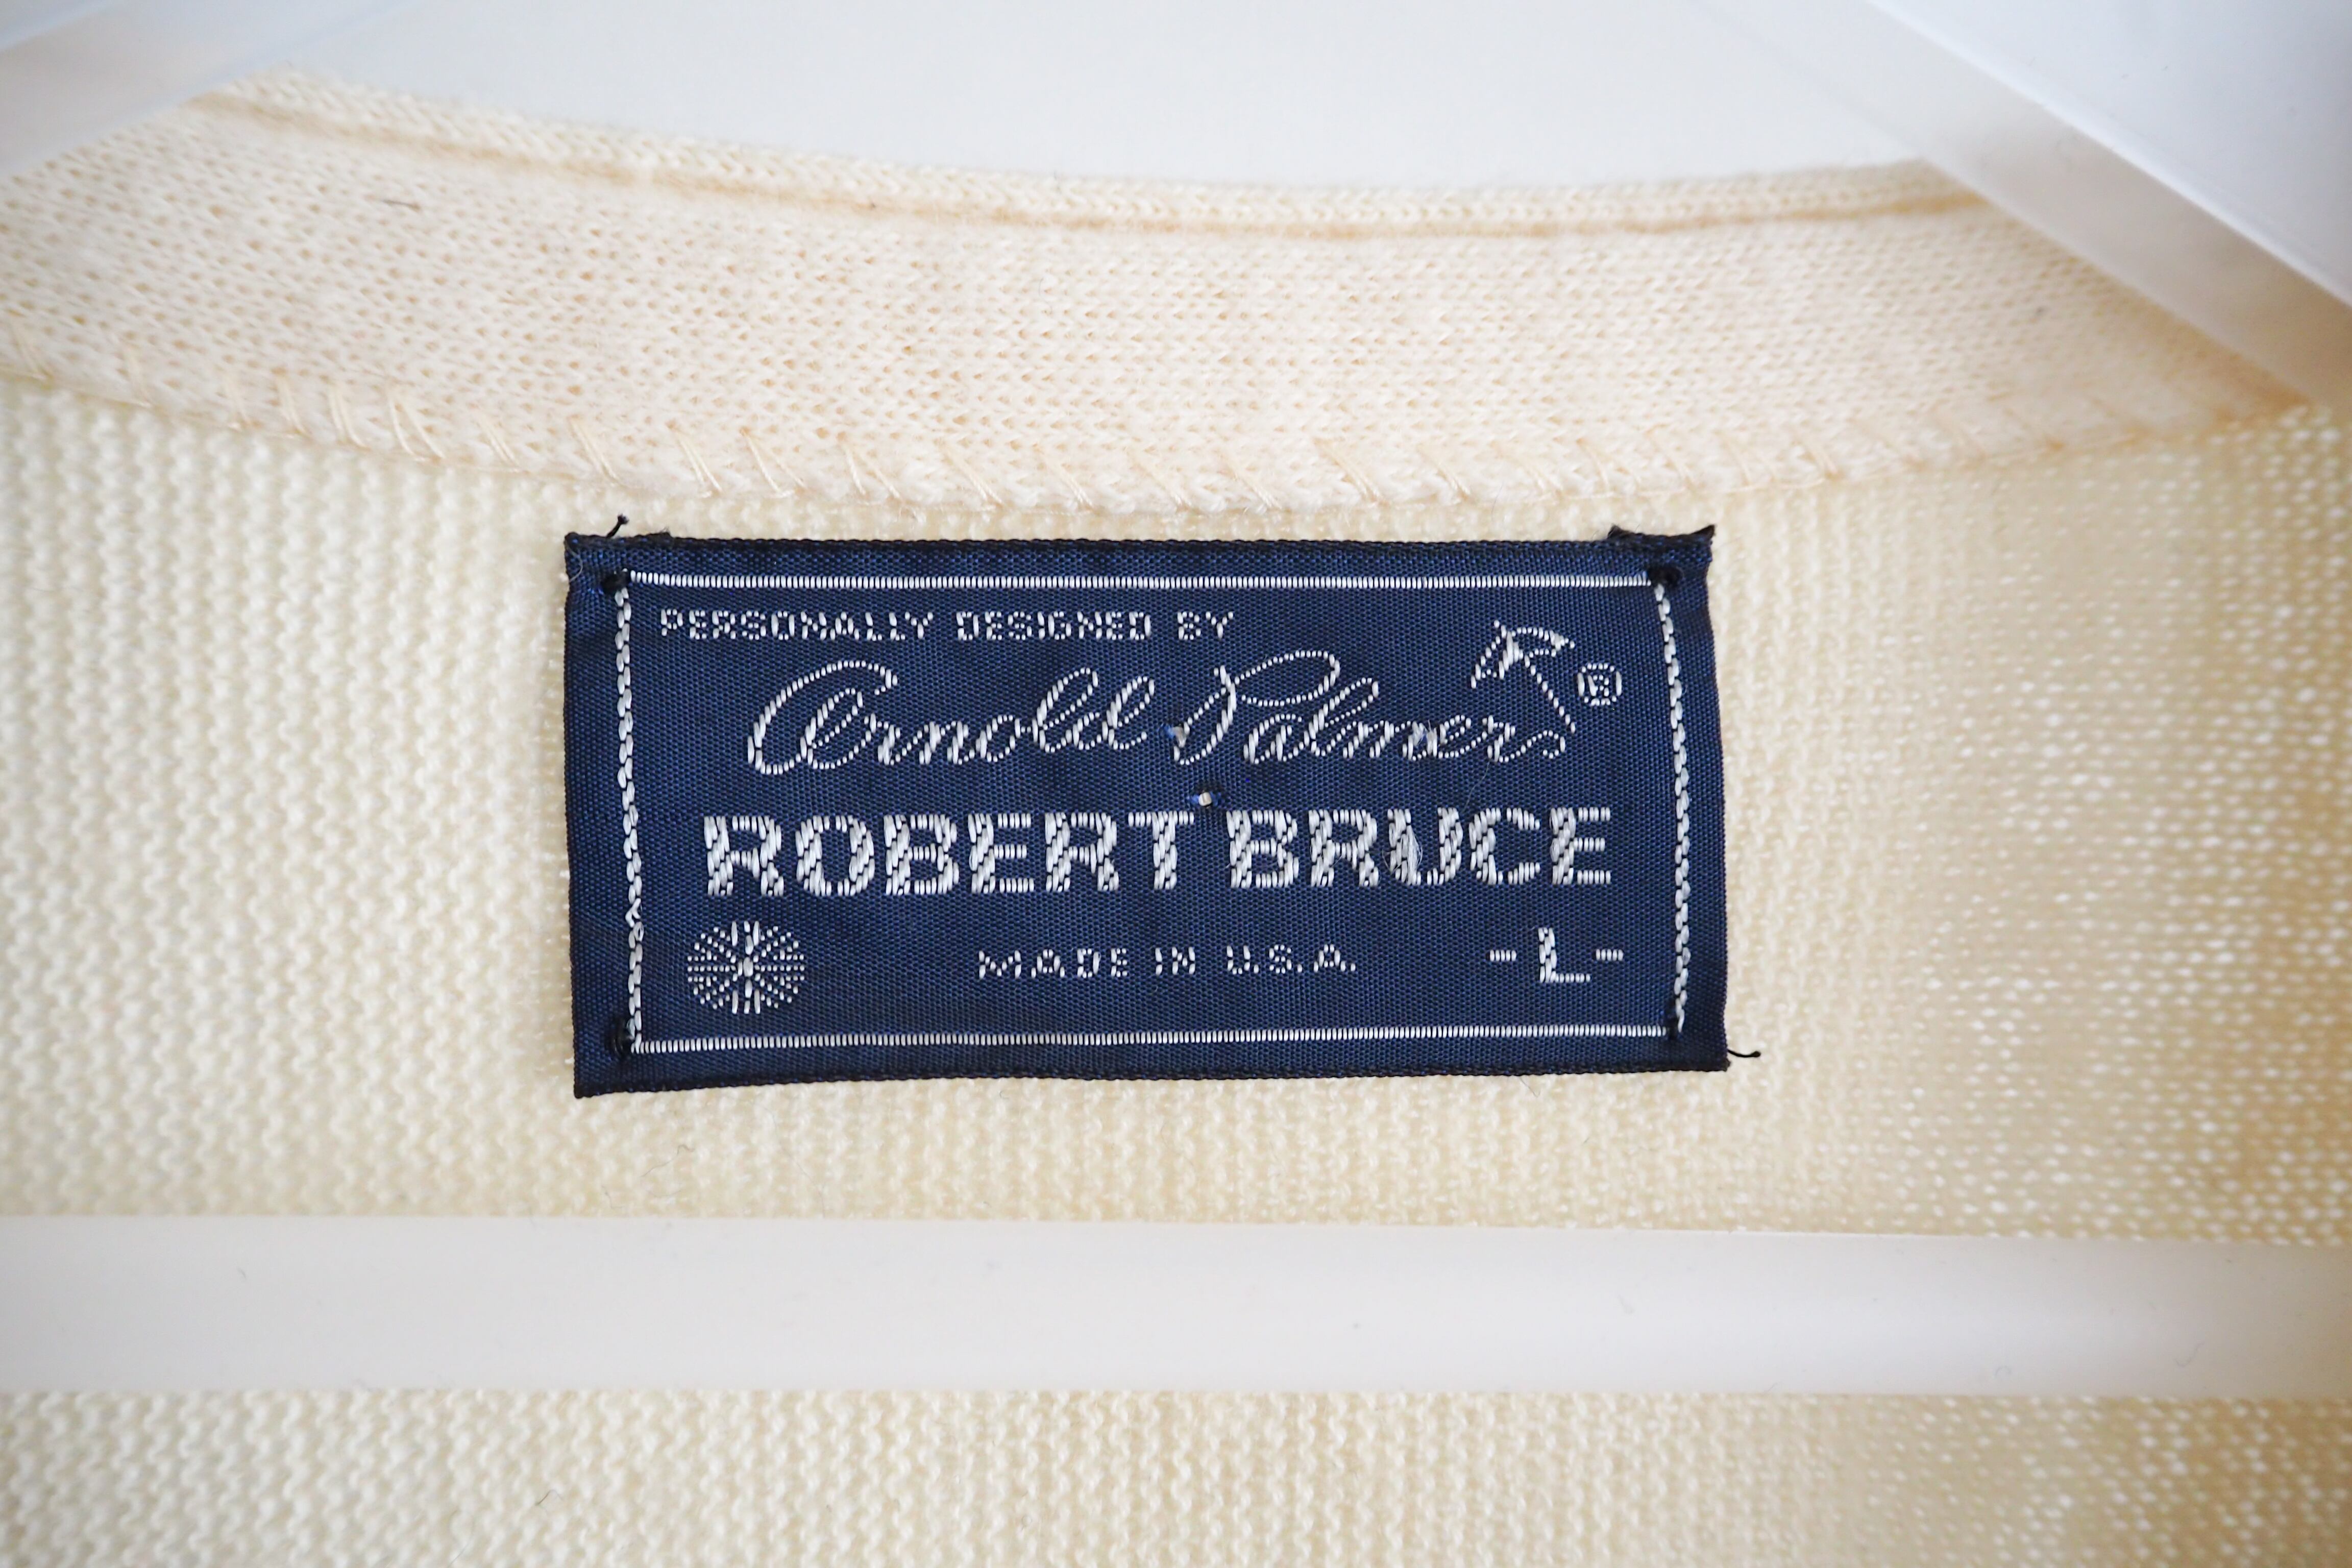 PERSONALLY DESIGNED BY
Arnold Palmer ®
ROBERT BRUCE
MADE IN U.S.A. -L-